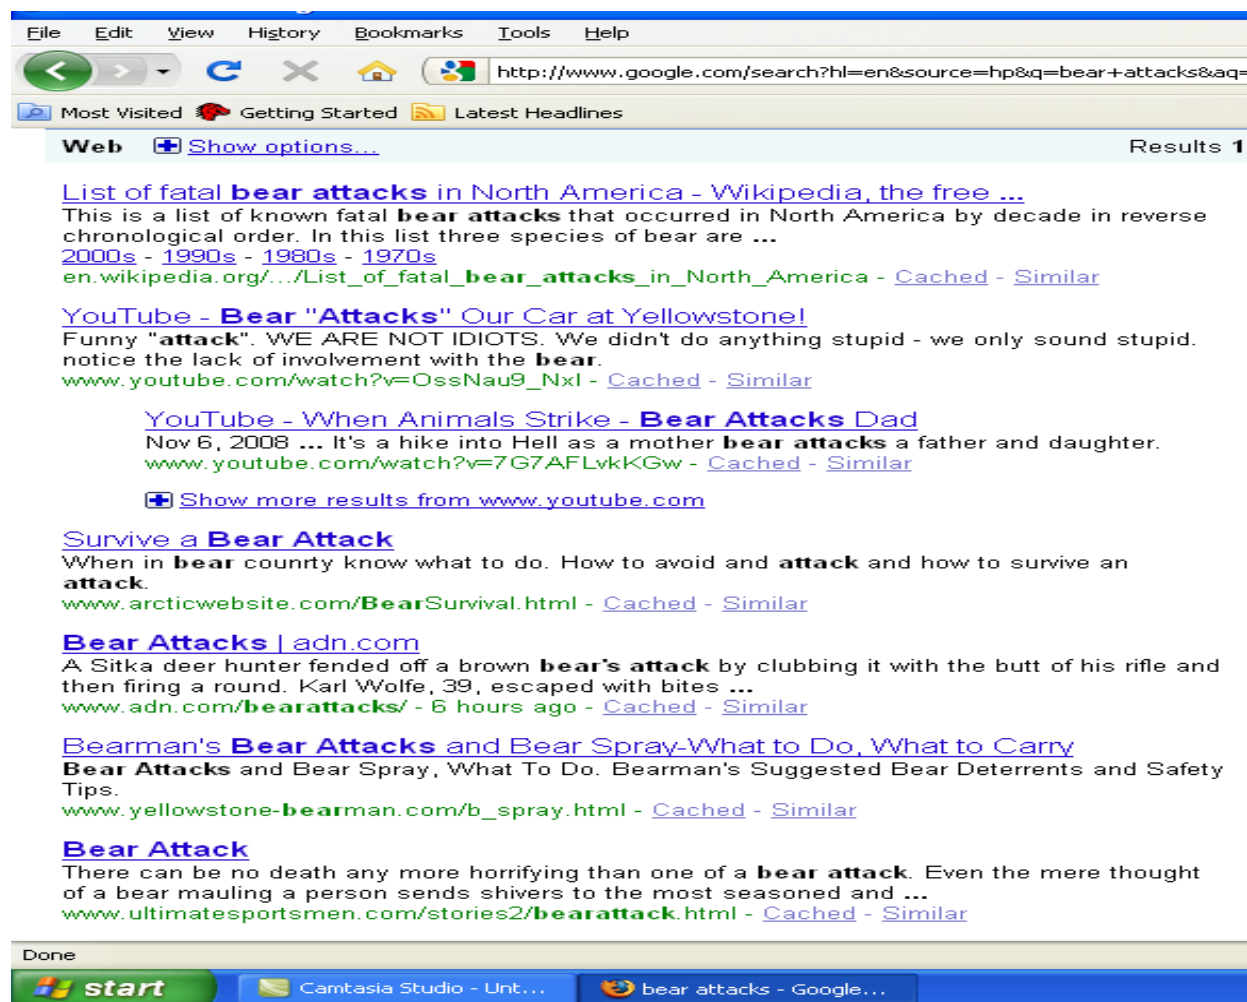 File Edit View History Bookmarks Tools Help
http://www.google.com/search?hl=en&source=hp&q=bear+attacks&aq=
Most Visited Getting Started Latest Headlines
Web Show options... Results 1
List of fatal bear attacks in North America - Wikipedia, the free ...
This is a list of known fatal bear attacks that occurred in North America by decade in reverse
chronological order. In this list three species of bear are ...
2000s - 1990s - 1980s - 1970s
en.wikipedia.org/.../List_of_fatal_bear_attacks_in_North_America - Cached - Similar
YouTube - Bear "Attacks" Our Car at Yellowstone!
Funny "attack". WE ARE NOT IDIOTS. We didn't do anything stupid - we only sound stupid.
notice the lack of involvement with the bear.
www.youtube.com/watch?v=OssNau9_NxI - Cached - Similar
YouTube - When Animals Strike - Bear Attacks Dad
Nov 6, 2008 ... It's a hike into Hell as a mother bear attacks a father and daughter.
www.youtube.com/watch?v=7G7AFLvkKGw - Cached - Similar
Show more results from www.youtube.com
Survive a Bear Attack
When in bear counrty know what to do. How to avoid and attack and how to survive an
attack.
www.arcticwebsite.com/BearSurvival.html - Cached - Similar
Bear Attacks | adn.com
A Sitka deer hunter fended off a brown bear's attack by clubbing it with the butt of his rifle and
then firing a round. Karl Wolfe, 39, escaped with bites ...
www.adn.com/bearattacks/ - 6 hours ago - Cached - Similar
Bearman's Bear Attacks and Bear Spray-What to Do, What to Carry
Bear Attacks and Bear Spray, What To Do. Bearman's Suggested Bear Deterrents and Safety
Tips.
www.yellowstone-bearman.com/b_spray.html - Cached - Similar
Bear Attack
There can be no death any more horrifying than one of a bear attack. Even the mere thought
of a bear mauling a person sends shivers to the most seasoned and ...
www.ultimatesportsmen.com/stories2/bearattack.html - Cached - Similar
Done
start Camtasia Studio - Unt... bear attacks - Google...